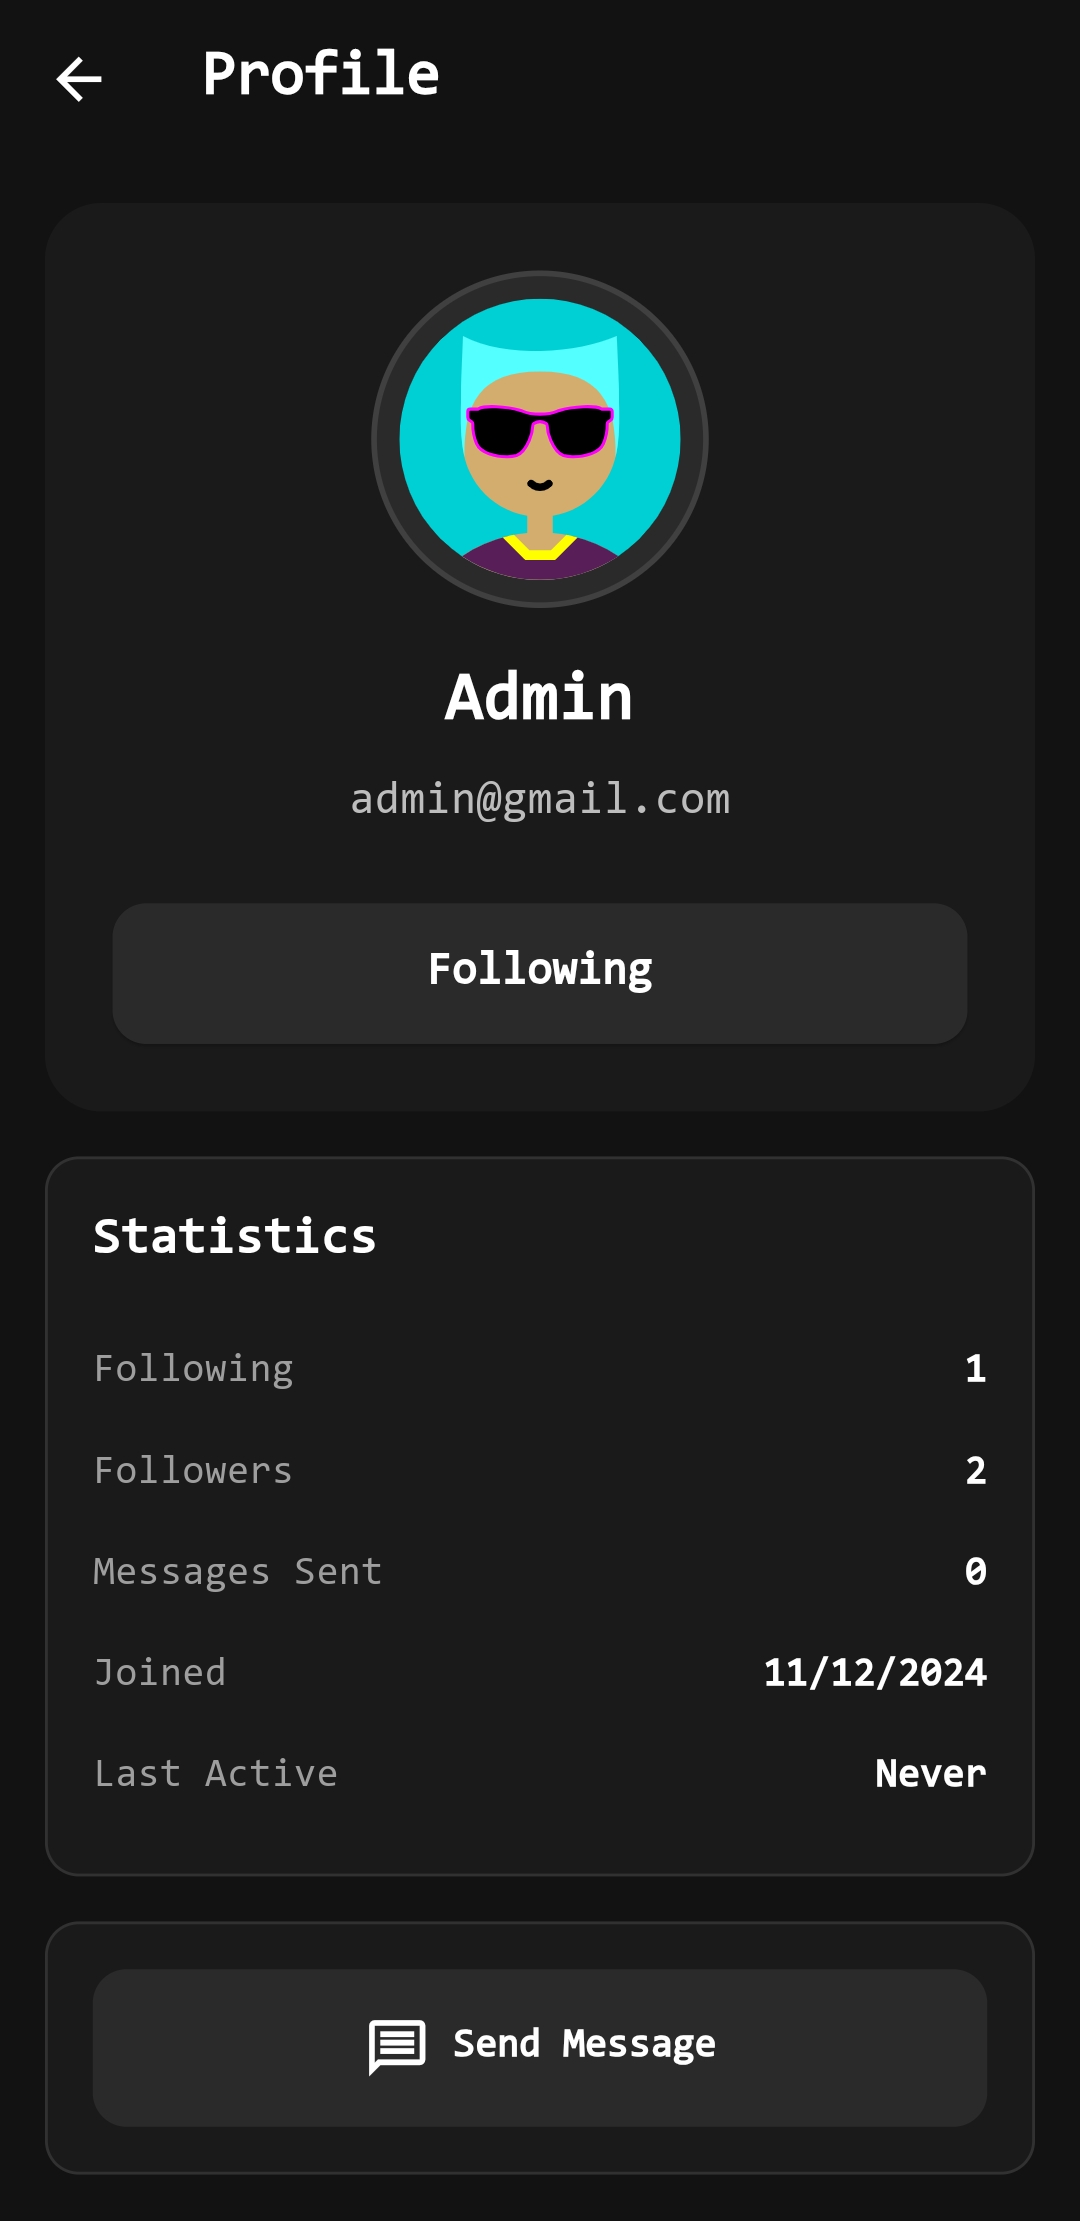 Profile
Admin
admin@gmail.com
Following
Statistics
Following 1
Followers 2
Messages Sent 0
Joined 11/12/2024
Last Active Never
Send Message